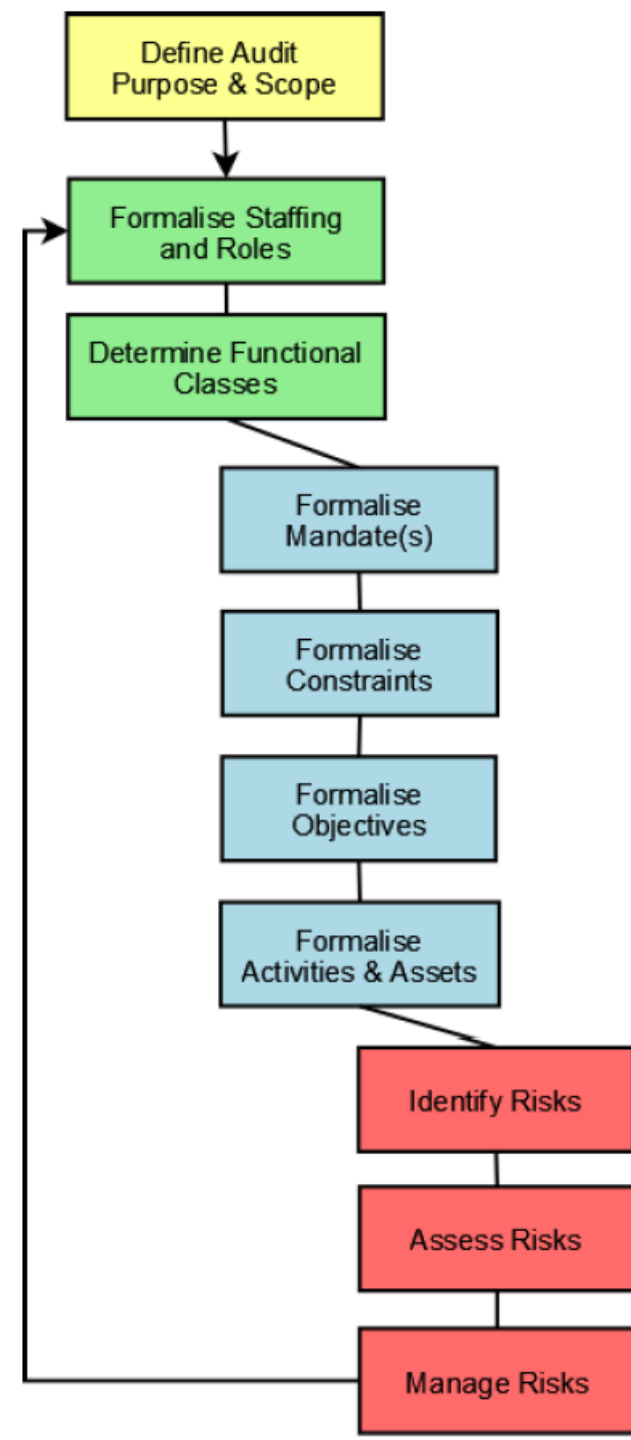 Define Audit
Purpose & Scope
Formalise Staffing
and Roles
Determine Functional
Classes
Formalise
Mandate(s)
Formalise
Constraints
Formalise
Objectives
Formalise
Activities & Assets
Identify Risks
Assess Risks
Manage Risks